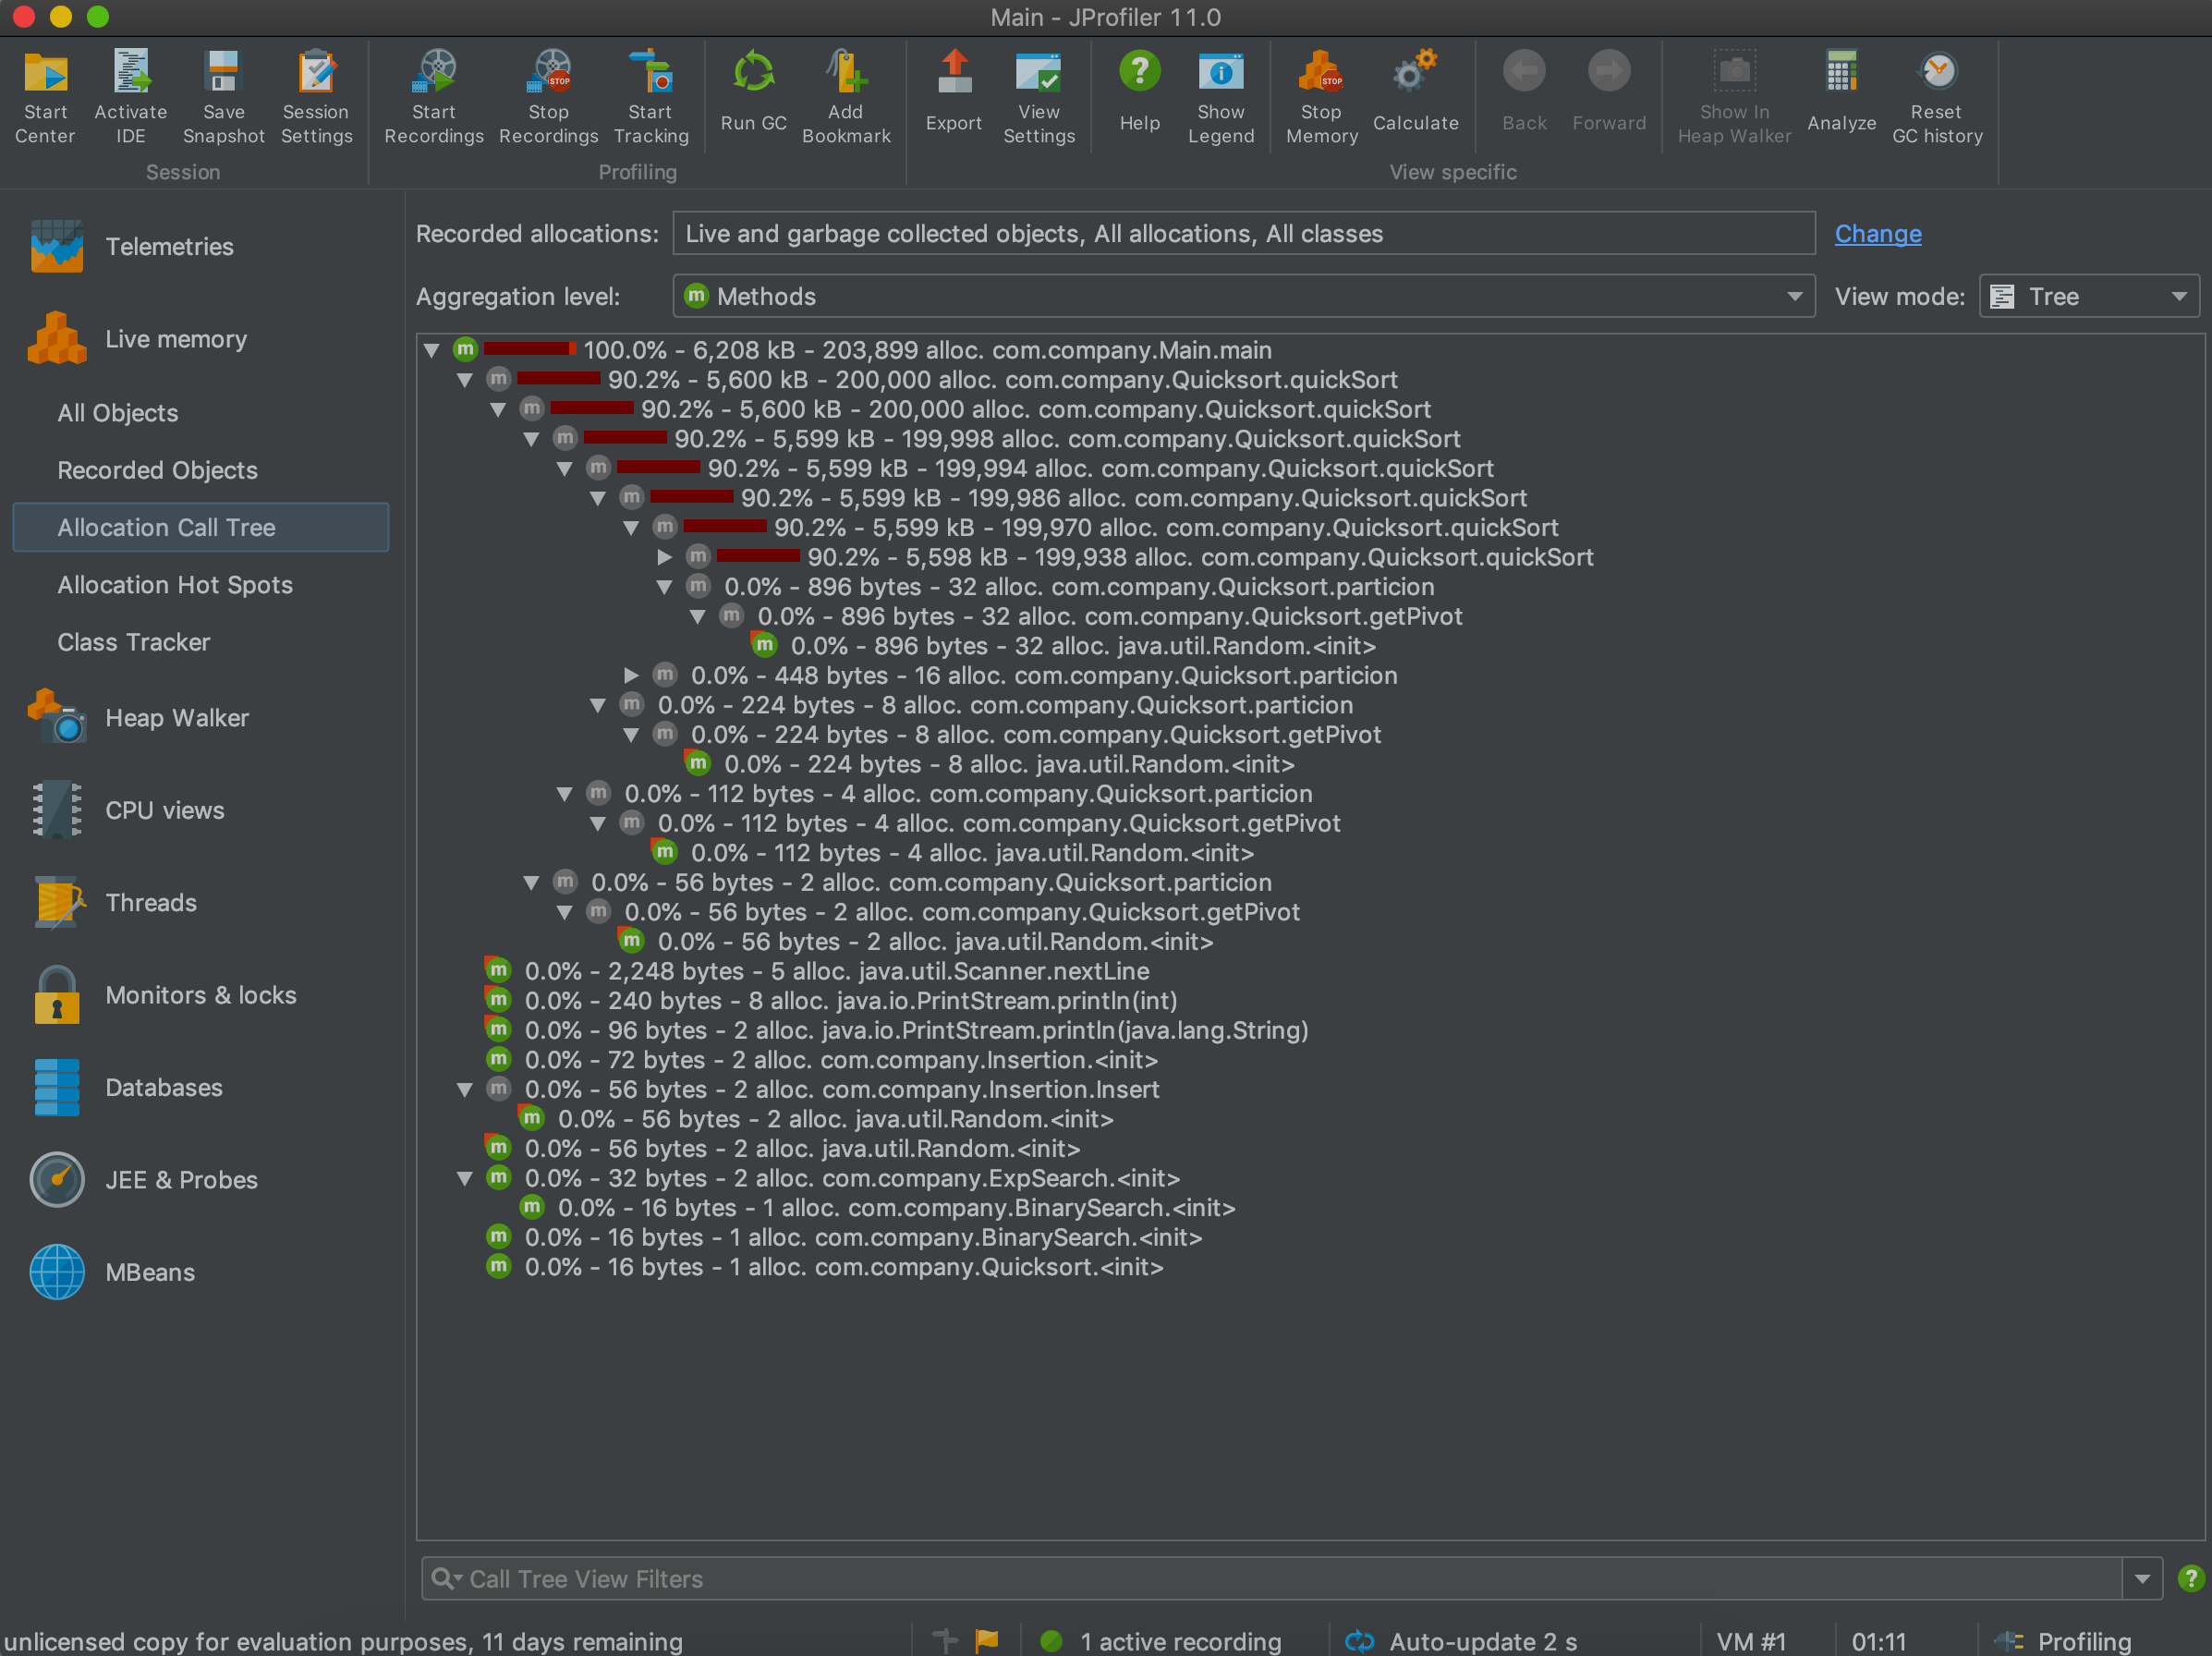 Main - JProfiler 11.0
Start Center
Activate IDE
Save Snapshot
Session Settings
Start Recordings
Stop Recordings
Start Tracking
Run GC
Add Bookmark
Export
View Settings
Help
Show Legend
Stop Memory
Calculate
Back
Forward
Show In Heap Walker
Analyze
Reset GC history
Session
Profiling
View specific
Telemetries
Live memory
All Objects
Recorded Objects
Allocation Call Tree
Allocation Hot Spots
Class Tracker
Heap Walker
CPU views
Threads
Monitors & locks
Databases
JEE & Probes
MBeans
Recorded allocations: Live and garbage collected objects, All allocations, All classes Change
Aggregation level: m Methods View mode: Tree
m 100.0% - 6,208 kB - 203,899 alloc. com.company.Main.main
m 90.2% - 5,600 kB - 200,000 alloc. com.company.Quicksort.quickSort
m 90.2% - 5,600 kB - 200,000 alloc. com.company.Quicksort.quickSort
m 90.2% - 5,599 kB - 199,998 alloc. com.company.Quicksort.quickSort
m 90.2% - 5,599 kB - 199,994 alloc. com.company.Quicksort.quickSort
m 90.2% - 5,599 kB - 199,986 alloc. com.company.Quicksort.quickSort
m 90.2% - 5,599 kB - 199,970 alloc. com.company.Quicksort.quickSort
m 90.2% - 5,598 kB - 199,938 alloc. com.company.Quicksort.quickSort
m 0.0% - 896 bytes - 32 alloc. com.company.Quicksort.particion
m 0.0% - 896 bytes - 32 alloc. com.company.Quicksort.getPivot
m 0.0% - 896 bytes - 32 alloc. java.util.Random.<init>
m 0.0% - 448 bytes - 16 alloc. com.company.Quicksort.particion
m 0.0% - 224 bytes - 8 alloc. com.company.Quicksort.particion
m 0.0% - 224 bytes - 8 alloc. com.company.Quicksort.getPivot
m 0.0% - 224 bytes - 8 alloc. java.util.Random.<init>
m 0.0% - 112 bytes - 4 alloc. com.company.Quicksort.particion
m 0.0% - 112 bytes - 4 alloc. com.company.Quicksort.getPivot
m 0.0% - 112 bytes - 4 alloc. java.util.Random.<init>
m 0.0% - 56 bytes - 2 alloc. com.company.Quicksort.particion
m 0.0% - 56 bytes - 2 alloc. com.company.Quicksort.getPivot
m 0.0% - 56 bytes - 2 alloc. java.util.Random.<init>
m 0.0% - 2,248 bytes - 5 alloc. java.util.Scanner.nextLine
m 0.0% - 240 bytes - 8 alloc. java.io.PrintStream.println(int)
m 0.0% - 96 bytes - 2 alloc. java.io.PrintStream.println(java.lang.String)
m 0.0% - 72 bytes - 2 alloc. com.company.Insertion.<init>
m 0.0% - 56 bytes - 2 alloc. com.company.Insertion.Insert
m 0.0% - 56 bytes - 2 alloc. java.util.Random.<init>
m 0.0% - 56 bytes - 2 alloc. java.util.Random.<init>
m 0.0% - 32 bytes - 2 alloc. com.company.ExpSearch.<init>
m 0.0% - 16 bytes - 1 alloc. com.company.BinarySearch.<init>
m 0.0% - 16 bytes - 1 alloc. com.company.BinarySearch.<init>
m 0.0% - 16 bytes - 1 alloc. com.company.Quicksort.<init>
Call Tree View Filters
unlicensed copy for evaluation purposes, 11 days remaining 1 active recording Auto-update 2 s VM #1 01:11 Profiling